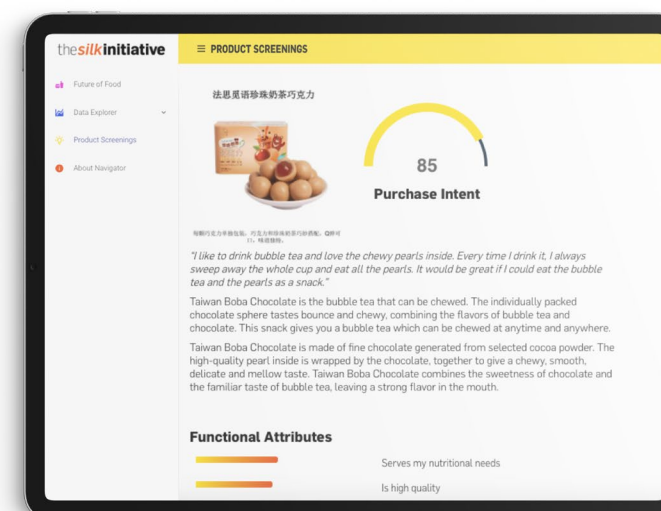 thesilkinitiative
PRODUCT SCREENINGS
Future of Food
Data Explorer
Product Screenings
About Navigator
法思觅语珍珠奶茶巧克力
85
Purchase Intent
"I like to drink bubble tea and love the chewy pearls inside. Every time I drink it, I always
sweep away the whole cup and eat all the pearls. It would be great if I could eat the bubble
tea and the pearls as a snack."
Taiwan Boba Chocolate is the bubble tea that can be chewed. The individually packed
chocolate sphere tastes bounce and chewy, combining the flavors of bubble tea and
chocolate. This snack gives you a bubble tea which can be chewed at anytime and anywhere.
Taiwan Boba Chocolate is made of fine chocolate generated from selected cocoa powder. The
high-quality pearl inside is wrapped by the chocolate, together to give a chewy, smooth,
delicate and mellow taste. Taiwan Boba Chocolate combines the sweetness of chocolate and
the familiar taste of bubble tea, leaving a strong flavor in the mouth.
Functional Attributes
Serves my nutritional needs
Is high quality